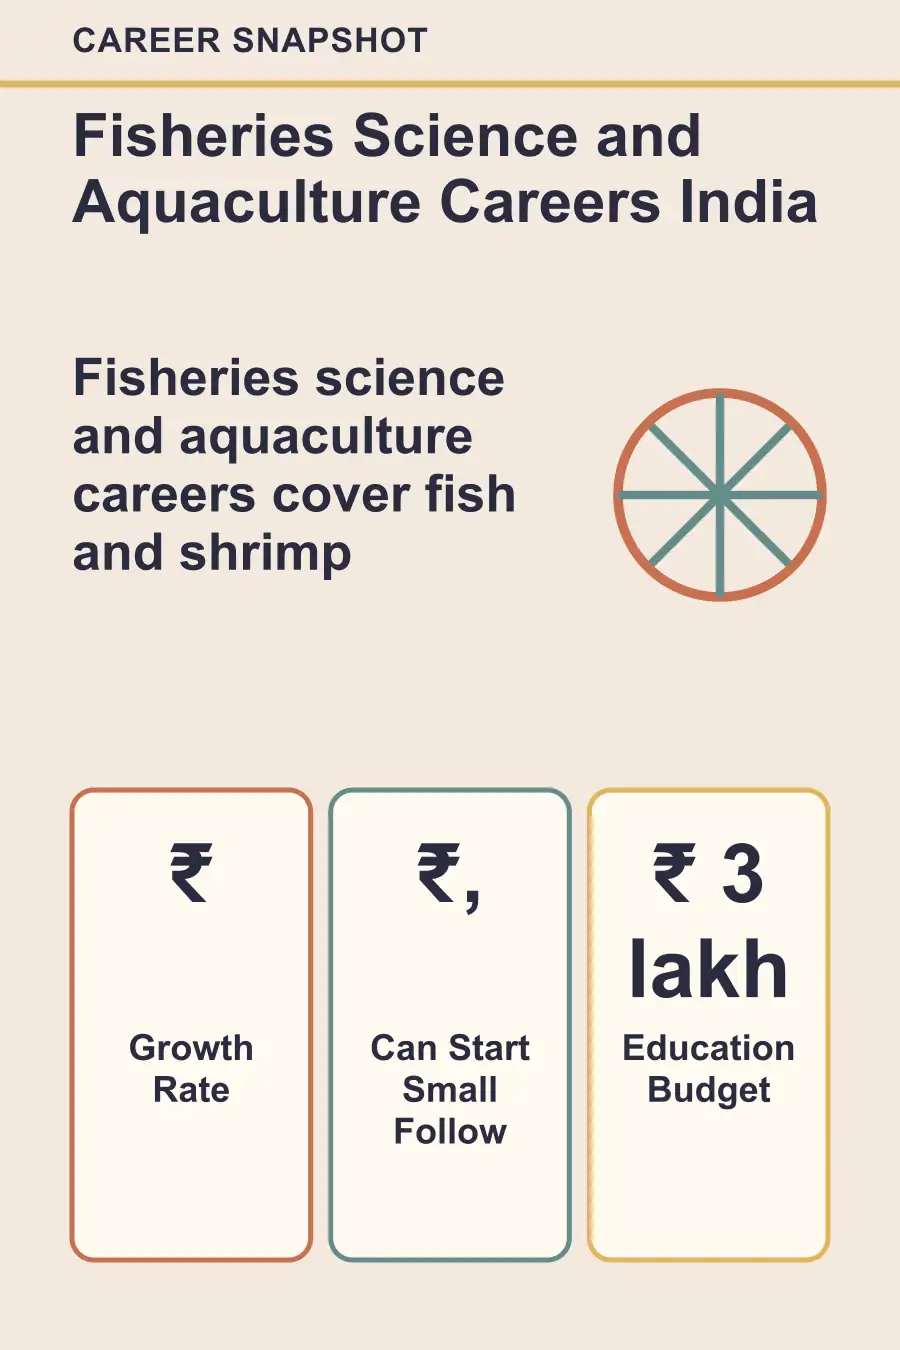 CAREER SNAPSHOT
Fisheries Science and
Aquaculture Careers India
Fisheries science
and aquaculture
careers cover fish
and shrimp
₹
Growth
Rate
₹,
Can Start
Small
Follow
₹ 3
lakh
Education
Budget